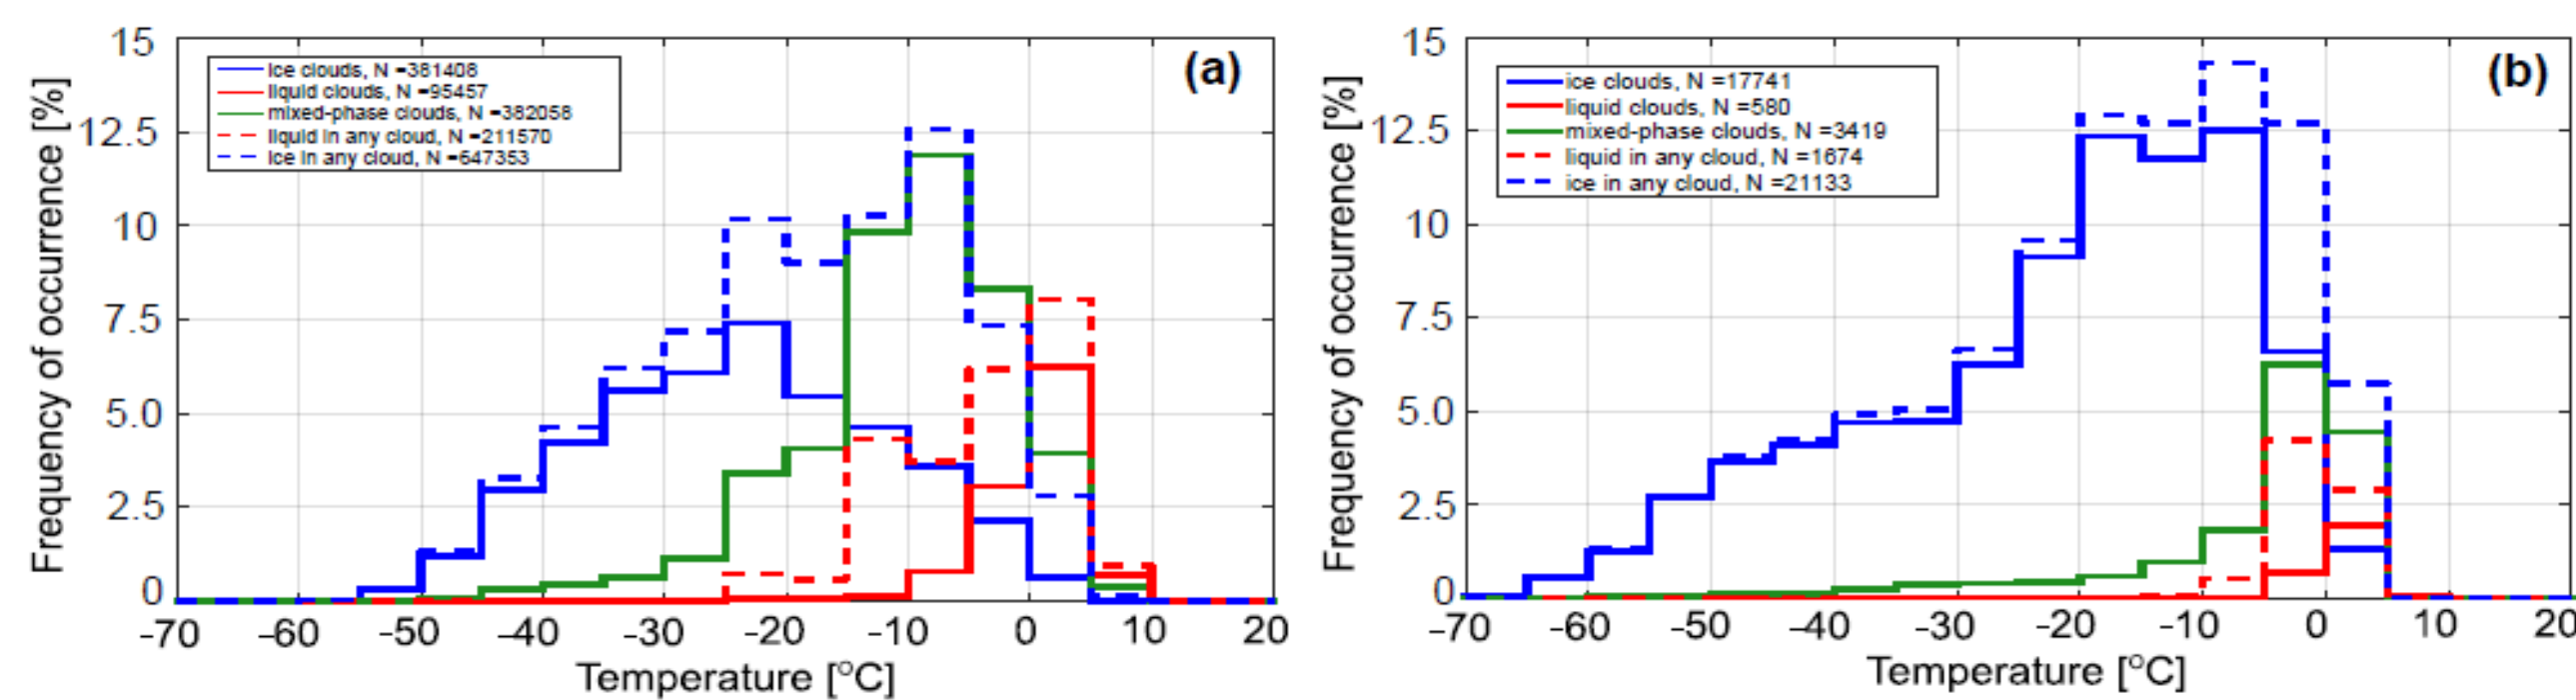 Frequency of occurrence [%]
15
12.5
10
7.5
5.0
2.5
0
Ice clouds, N =381408
liquid clouds, N =95457
mixed-phase clouds, N =382058
liquid in any cloud, N =211570
ice in any cloud, N =647353
(a)
-70 -60 -50 -40 -30 -20 -10 0 10 20
Temperature [°C]
Frequency of occurrence [%]
15
12.5
10
7.5
5.0
2.5
0
ice clouds, N =17741
liquid clouds, N =580
mixed-phase clouds, N =3419
liquid in any cloud, N =1674
ice in any cloud, N =21133
(b)
-70 -60 -50 -40 -30 -20 -10 0 10 20
Temperature [°C]